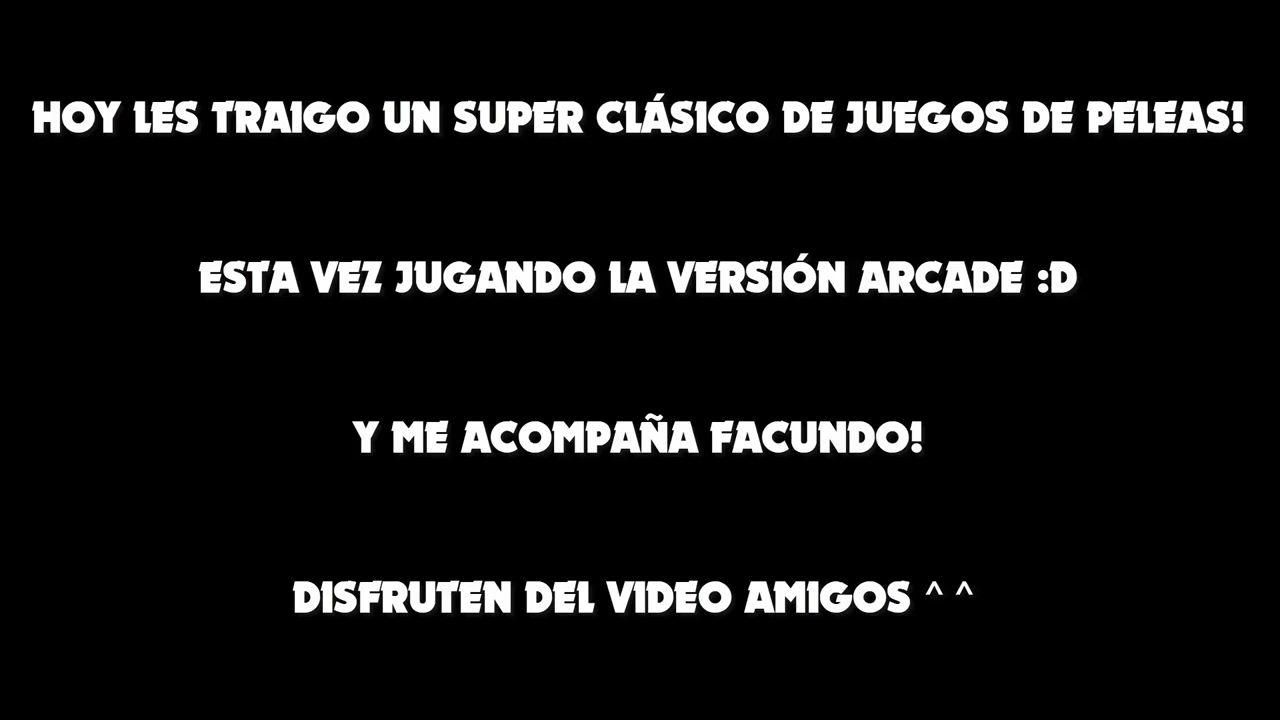 HOY LES TRAIGO UN SUPER CLÁSICO DE JUEGOS DE PELEAS!
ESTA VEZ JUGANDO LA VERSIÓN ARCADE :D
Y ME ACOMPAÑA FACUNDO!
DISFRUTEN DEL VIDEO AMIGOS ^ ^